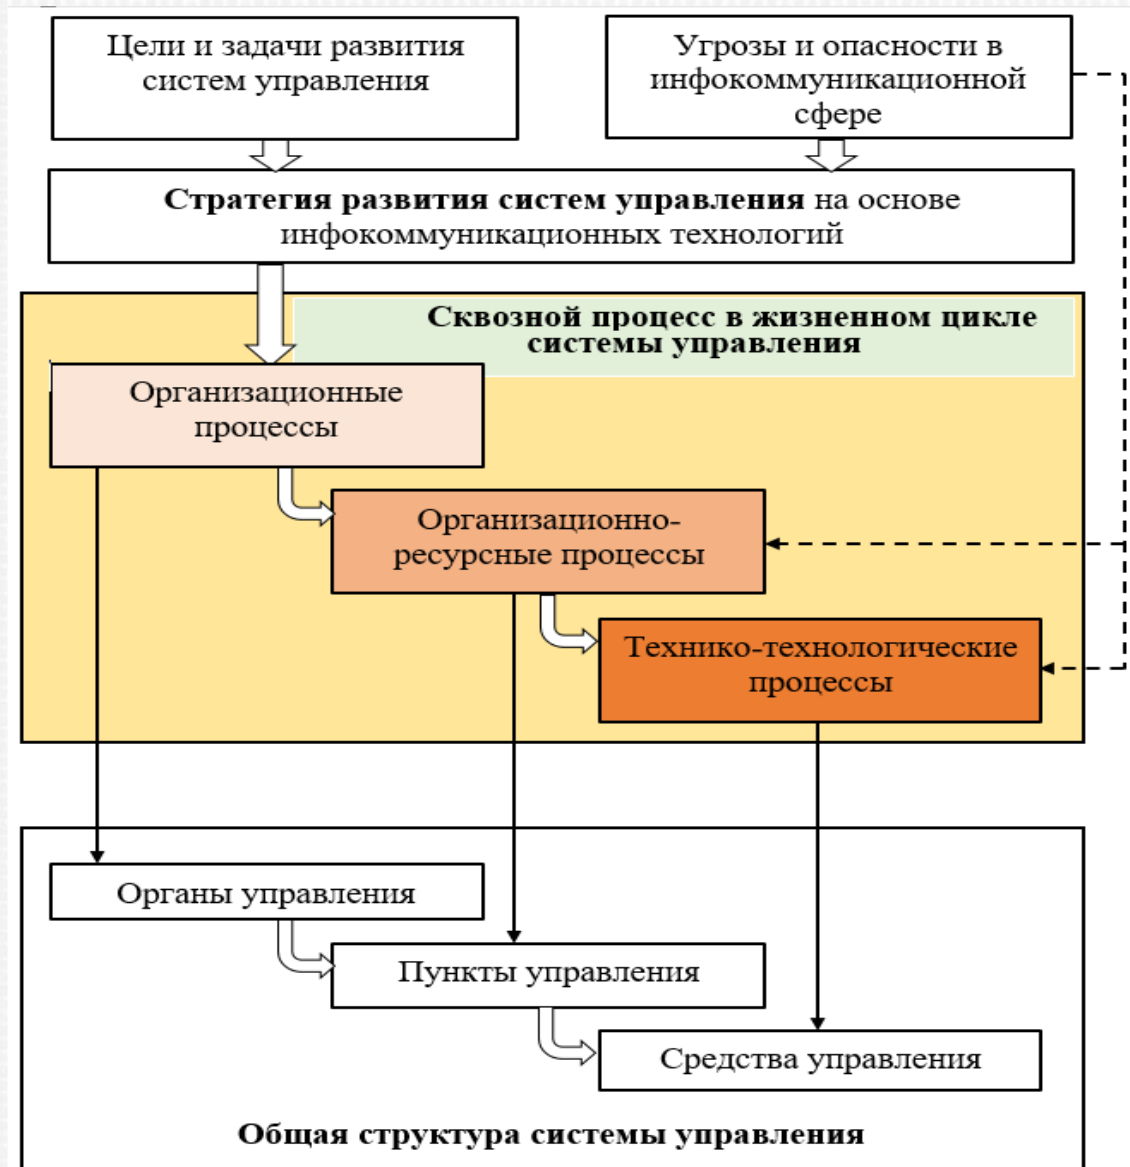 Цели и задачи развития
систем управления
Угрозы и опасности в
инфокоммуникационной
сфере
Стратегия развития систем управления на основе
инфокоммуникационных технологий
Сквозной процесс в жизненном цикле
системы управления
Организационные
процессы
Организационно-
ресурсные процессы
Технико-технологические
процессы
Органы управления
Пункты управления
Средства управления
Общая структура системы управления